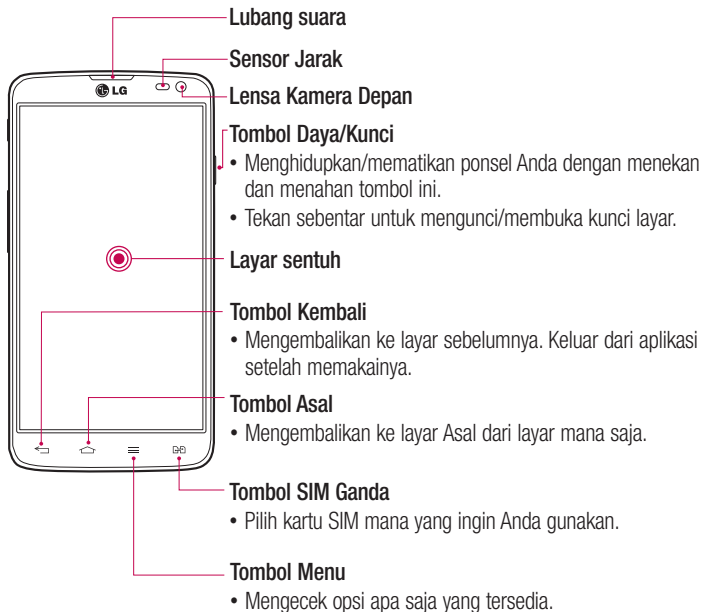 Lubang suara
Sensor Jarak
LG
Lensa Kamera Depan
Tombol Daya/Kunci
• Menghidupkan/mematikan ponsel Anda dengan menekan
dan menahan tombol ini.
• Tekan sebentar untuk mengunci/membuka kunci layar.
Layar sentuh
Tombol Kembali
• Mengembalikan ke layar sebelumnya. Keluar dari aplikasi
setelah memakainya.
Tombol Asal
• Mengembalikan ke layar Asal dari layar mana saja.
Tombol SIM Ganda
• Pilih kartu SIM mana yang ingin Anda gunakan.
Tombol Menu
• Mengecek opsi apa saja yang tersedia.